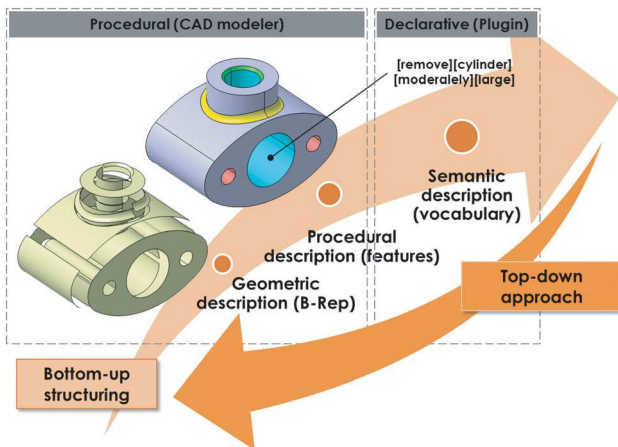 Procedural (CAD modeler)
Declarative (Plugin)
[remove][cylinder]
[moderalely][large]
Semantic
description
(vocabulary)
Procedural
description (features)
Geometric
description (B-Rep)
Top-down
approach
Bottom-up
structuring